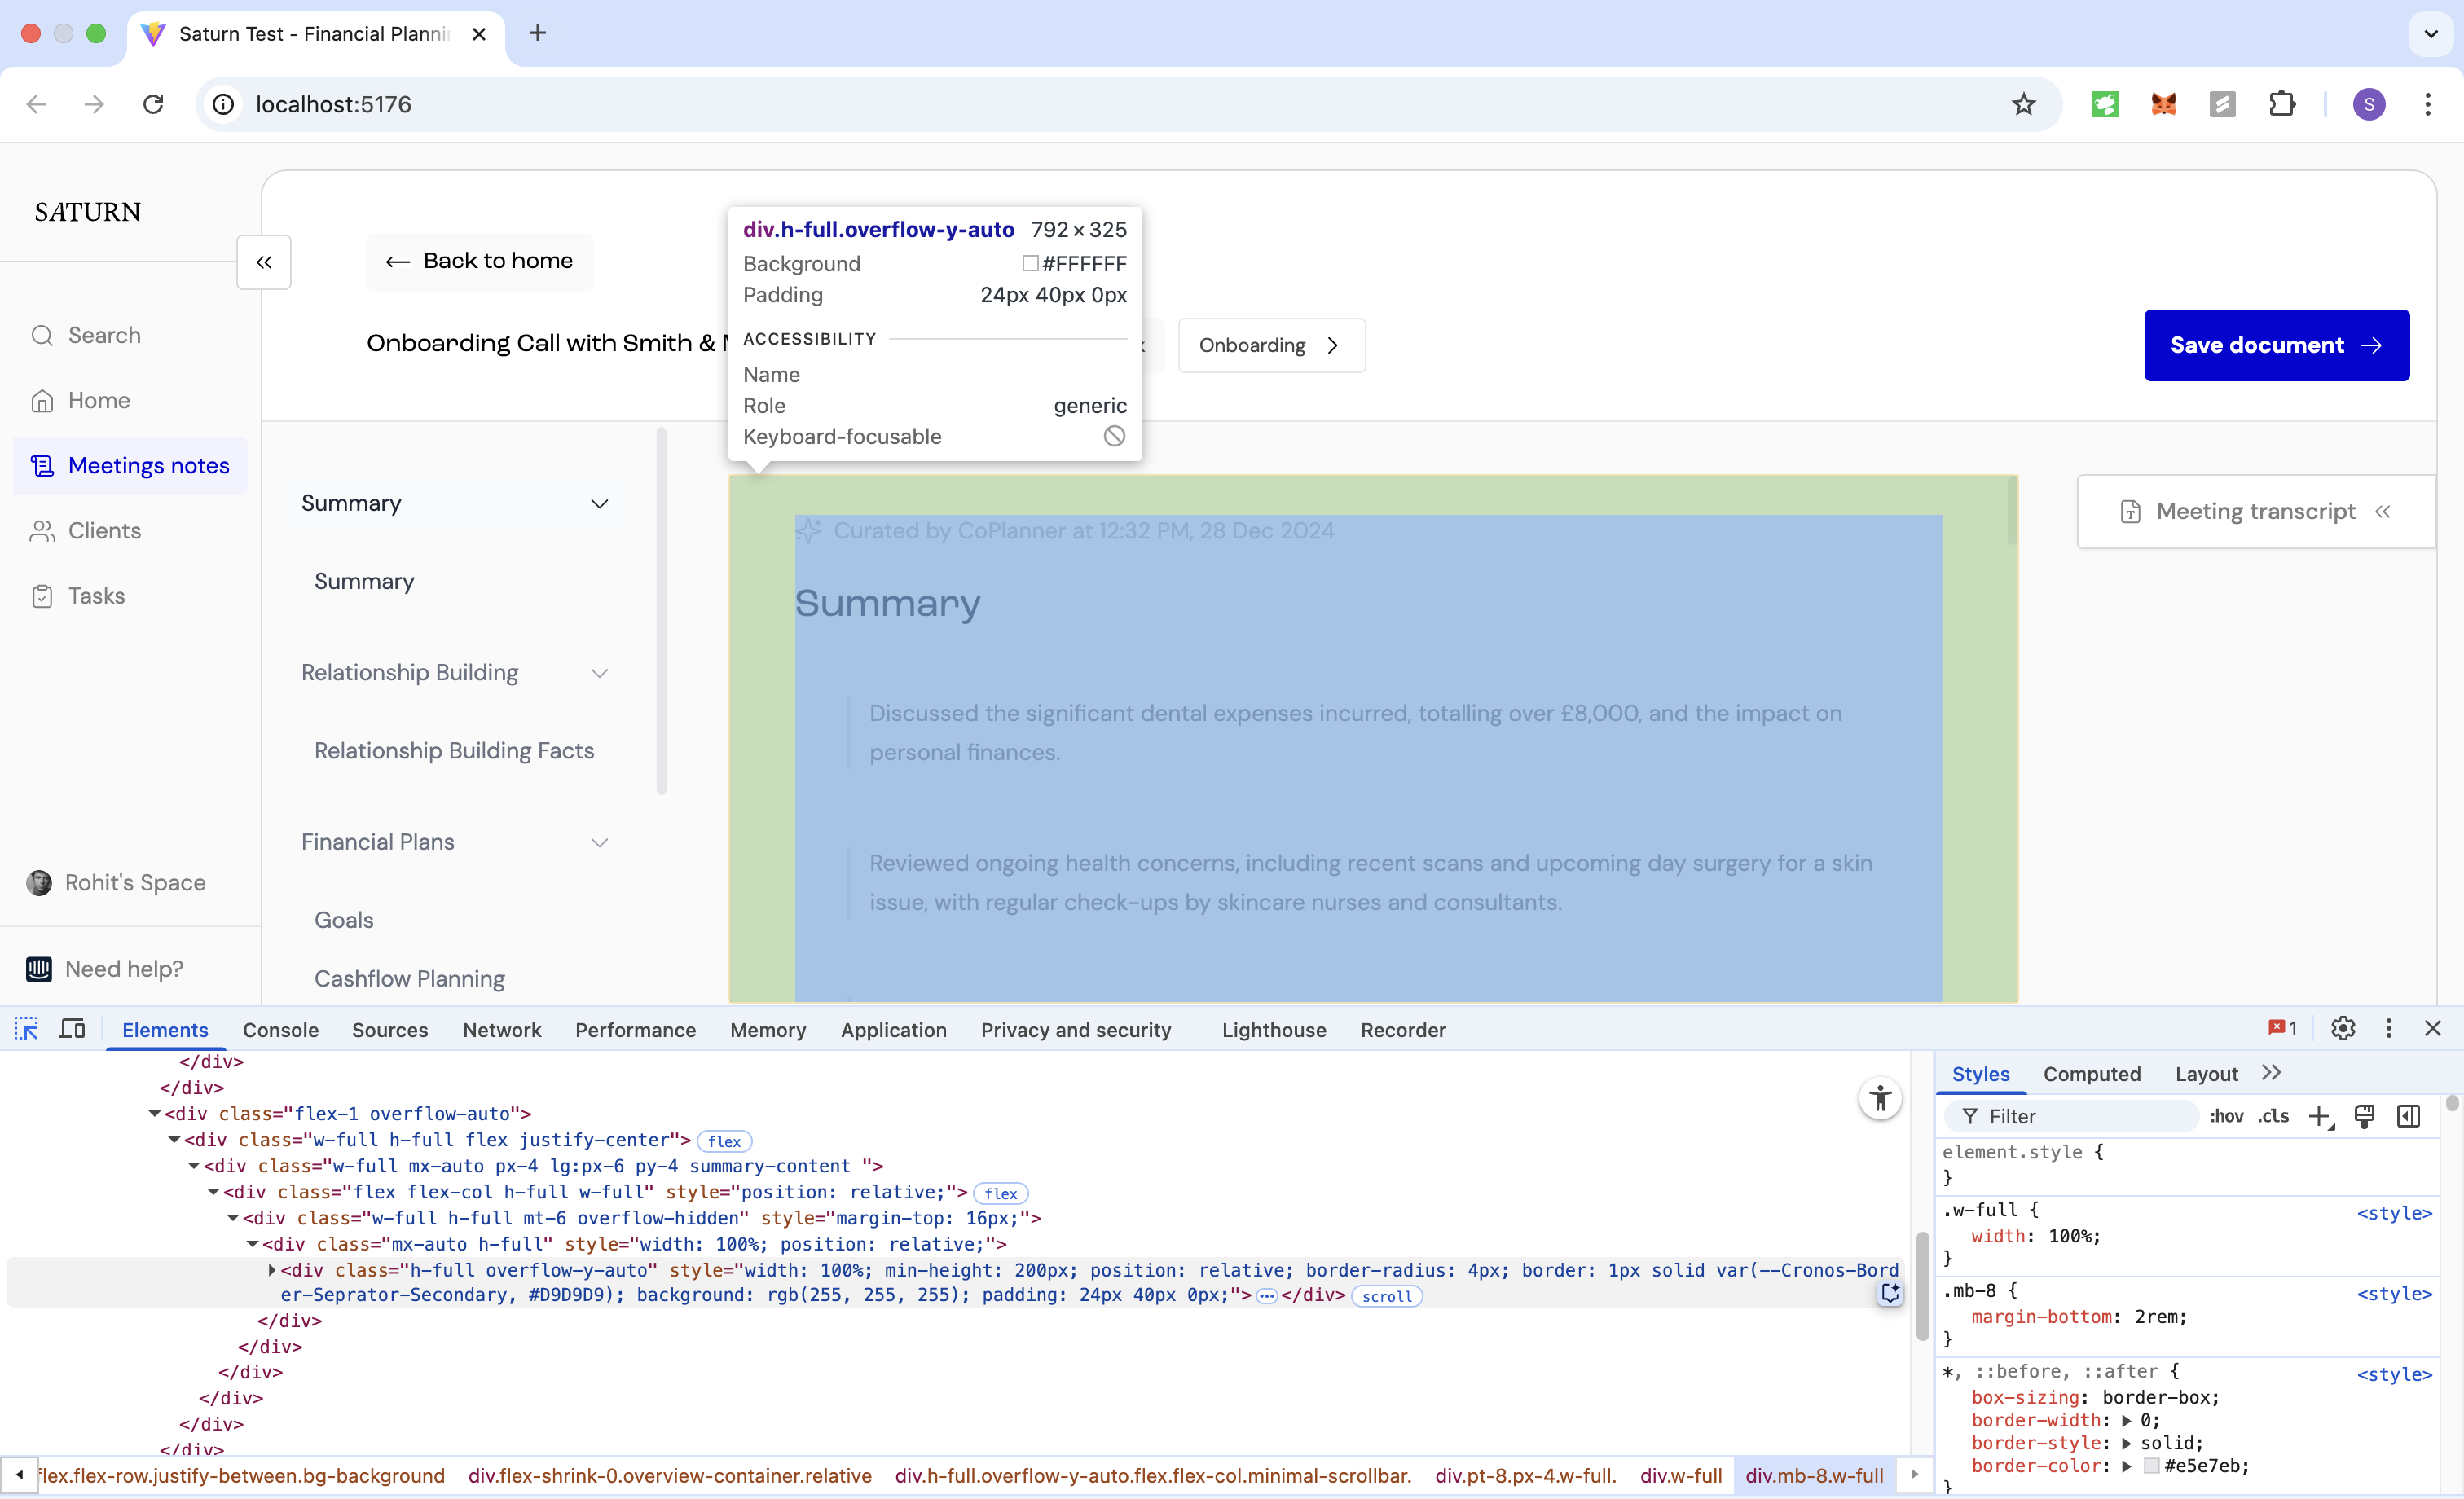 Saturn Test - Financial Plannin
localhost:5176
S
SATURN
Search
Home
Meetings notes
Clients
Tasks
Rohit's Space
Need help?
Back to home
Onboarding Call with Smith &
Onboarding
Save document
div.h-full.overflow-y-auto 792×325
Background #FFFFFF
Padding 24px 40px 0px
ACCESSIBILITY
Name
Role generic
Keyboard-focusable
Summary
Summary
Relationship Building
Relationship Building Facts
Financial Plans
Goals
Cashflow Planning
Curated by CoPlanner at 12:32 PM, 28 Dec 2024
Summary
Discussed the significant dental expenses incurred, totalling over £8,000, and the impact on
personal finances.
Reviewed ongoing health concerns, including recent scans and upcoming day surgery for a skin
issue, with regular check-ups by skincare nurses and consultants.
Meeting transcript
Elements Console Sources Network Performance Memory Application Privacy and security Lighthouse Recorder 1
</div>
</div>
<div class="flex-1 overflow-auto">
<div class="w-full h-full flex justify-center"> flex
<div class="w-full mx-auto px-4 lg:px-6 py-4 summary-content ">
<div class="flex flex-col h-full w-full" style="position: relative;"> flex
<div class="w-full h-full mt-6 overflow-hidden" style="margin-top: 16px;">
<div class="mx-auto h-full" style="width: 100%; position: relative;">
<div class="h-full overflow-y-auto" style="width: 100%; min-height: 200px; position: relative; border-radius: 4px; border: 1px solid var(--Cronos-Bord
er-Seprator-Secondary, #D9D9D9); background: rgb(255, 255, 255); padding: 24px 40px 0px;"> … </div> scroll
</div>
</div>
</div>
</div>
</div>
</div>
flex.flex-row.justify-between.bg-background div.flex-shrink-0.overview-container.relative div.h-full.overflow-y-auto.flex.flex-col.minimal-scrollbar. div.pt-8.px-4.w-full. div.w-full div.mb-8.w-full
Styles Computed Layout
Filter :hov .cls
element.style {
}
.w-full { <style>
width: 100%;
}
.mb-8 { <style>
margin-bottom: 2rem;
}
*, ::before, ::after { <style>
box-sizing: border-box;
border-width: 0;
border-style: solid;
border-color: #e5e7eb;
}